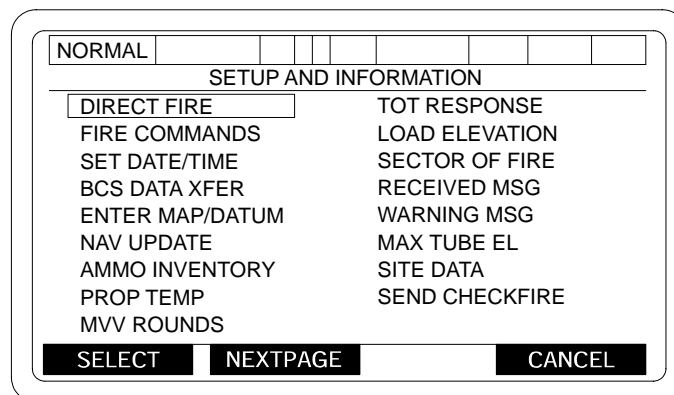 NORMAL
SETUP AND INFORMATION
DIRECT FIRE
FIRE COMMANDS
SET DATE/TIME
BCS DATA XFER
ENTER MAP/DATUM
NAV UPDATE
AMMO INVENTORY
PROP TEMP
MVV ROUNDS
TOT RESPONSE
LOAD ELEVATION
SECTOR OF FIRE
RECEIVED MSG
WARNING MSG
MAX TUBE EL
SITE DATA
SEND CHECKFIRE
SELECT NEXTPAGE CANCEL